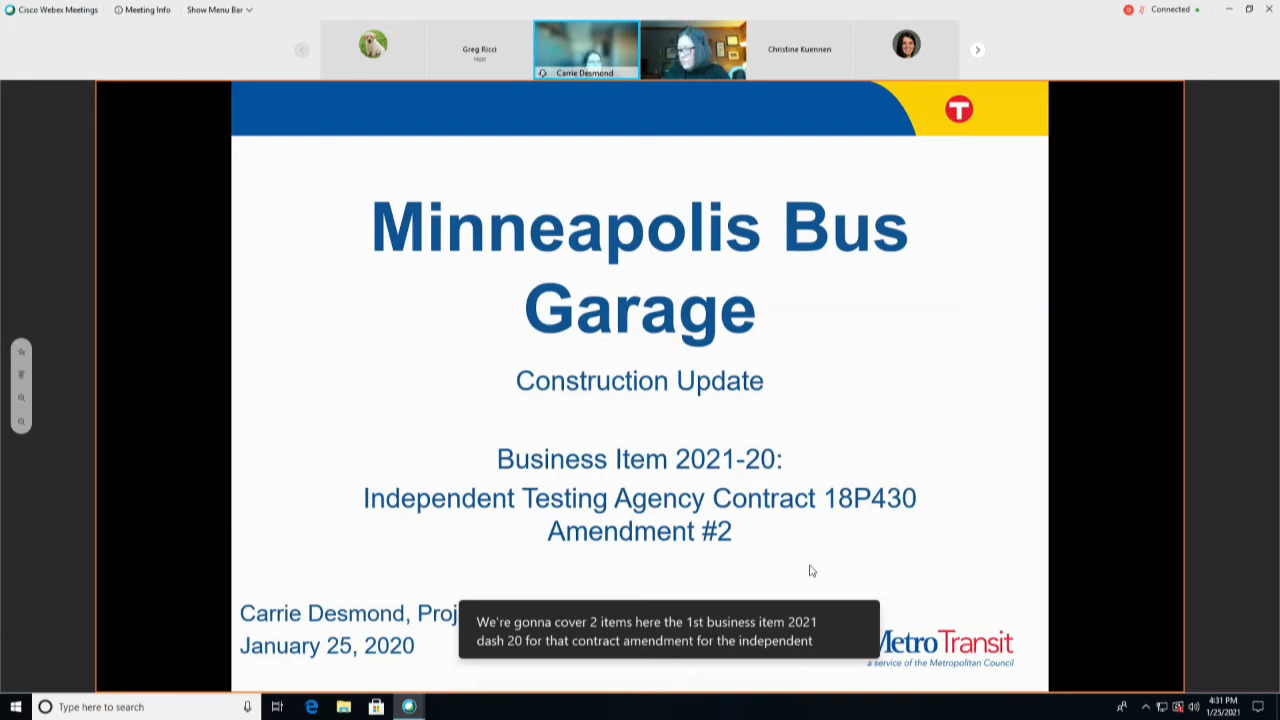 Cisco Webex Meetings
Meeting Info
Show Menu Bar
Connected
Greg Ricci
Host
Carrie Desmond
Christine Kuennen
T
Minneapolis Bus
Garage
Construction Update
Business Item 2021-20:
Independent Testing Agency Contract 18P430
Amendment #2
Carrie Desmond, Proj
January 25, 2020
We're gonna cover 2 items here the 1st business item 2021
dash 20 for that contract amendment for the independent
MetroTransit
a service of the Metropolitan Council
Type here to search
4:31 PM
1/25/2021